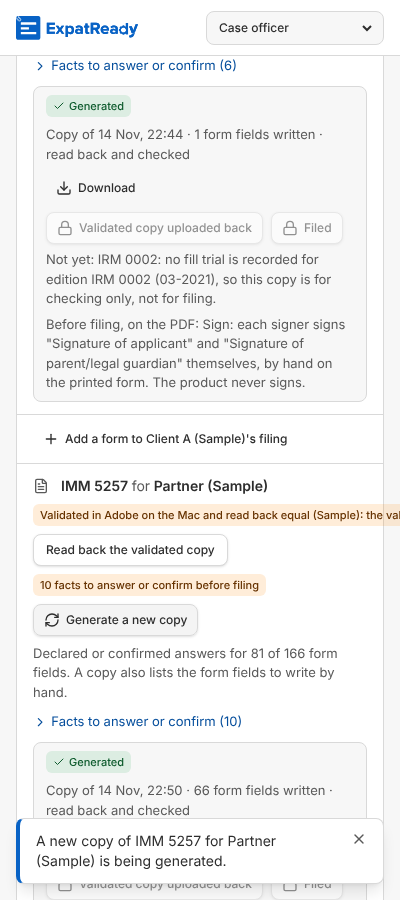 ExpatReady
Case officer
Facts to answer or confirm (6)
Generated
Copy of 14 Nov, 22:44 · 1 form fields written ·
read back and checked
Download
Validated copy uploaded back
Filed
Not yet: IRM 0002: no fill trial is recorded for
edition IRM 0002 (03-2021), so this copy is for
checking only, not for filing.
Before filing, on the PDF: Sign: each signer signs
"Signature of applicant" and "Signature of
parent/legal guardian" themselves, by hand on
the printed form. The product never signs.
Add a form to Client A (Sample)'s filing
IMM 5257 for Partner (Sample)
Validated in Adobe on the Mac and read back equal (Sample): the val
Read back the validated copy
10 facts to answer or confirm before filing
Generate a new copy
Declared or confirmed answers for 81 of 166 form
fields. A copy also lists the form fields to write by
hand.
Facts to answer or confirm (10)
Generated
Copy of 14 Nov, 22:50 · 66 form fields written ·
read back and checked
A new copy of IMM 5257 for Partner
(Sample) is being generated.
Validated copy uploaded back
Filed